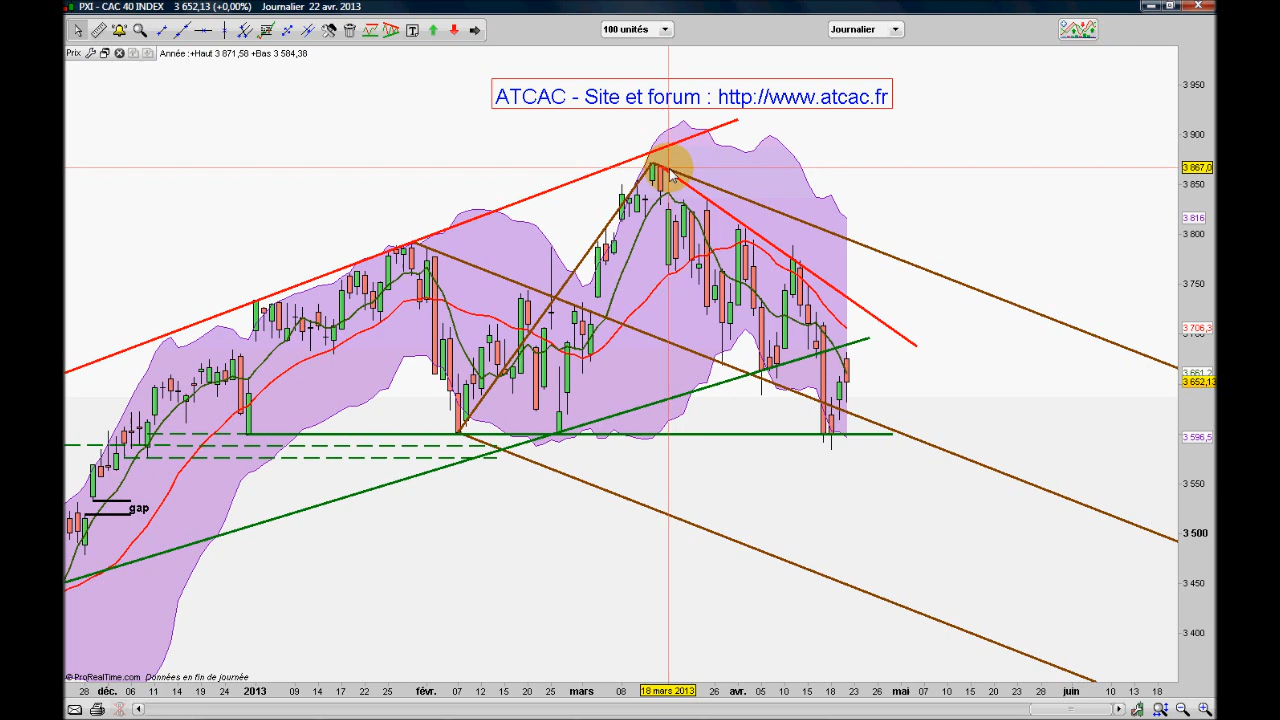 PXI - CAC 40 INDEX 3 652,13 (+0,00%) Journalier 22 avr. 2013
100 unités
Journalier
Prix
Année :+Haut 3 871,58 +Bas 3 584,38
ATCAC - Site et forum : http://www.atcac.fr
3 950
3 900
3 867,0
3 850
3 816
3 800
3 750
3 706,3
3 652,13
3 596,5
3 550
gap
3 500
3 450
3 400
© ProRealTime.com Données en fin de journée
28 déc. 06 11 14 19 2013 09 14 17 22 25 févr. 07 12 15 20 25 mars 08 18 mars 2013 26 avr. 05 10 15 18 23 26 mai 07 10 15 20 23 28 juin 10 13 18